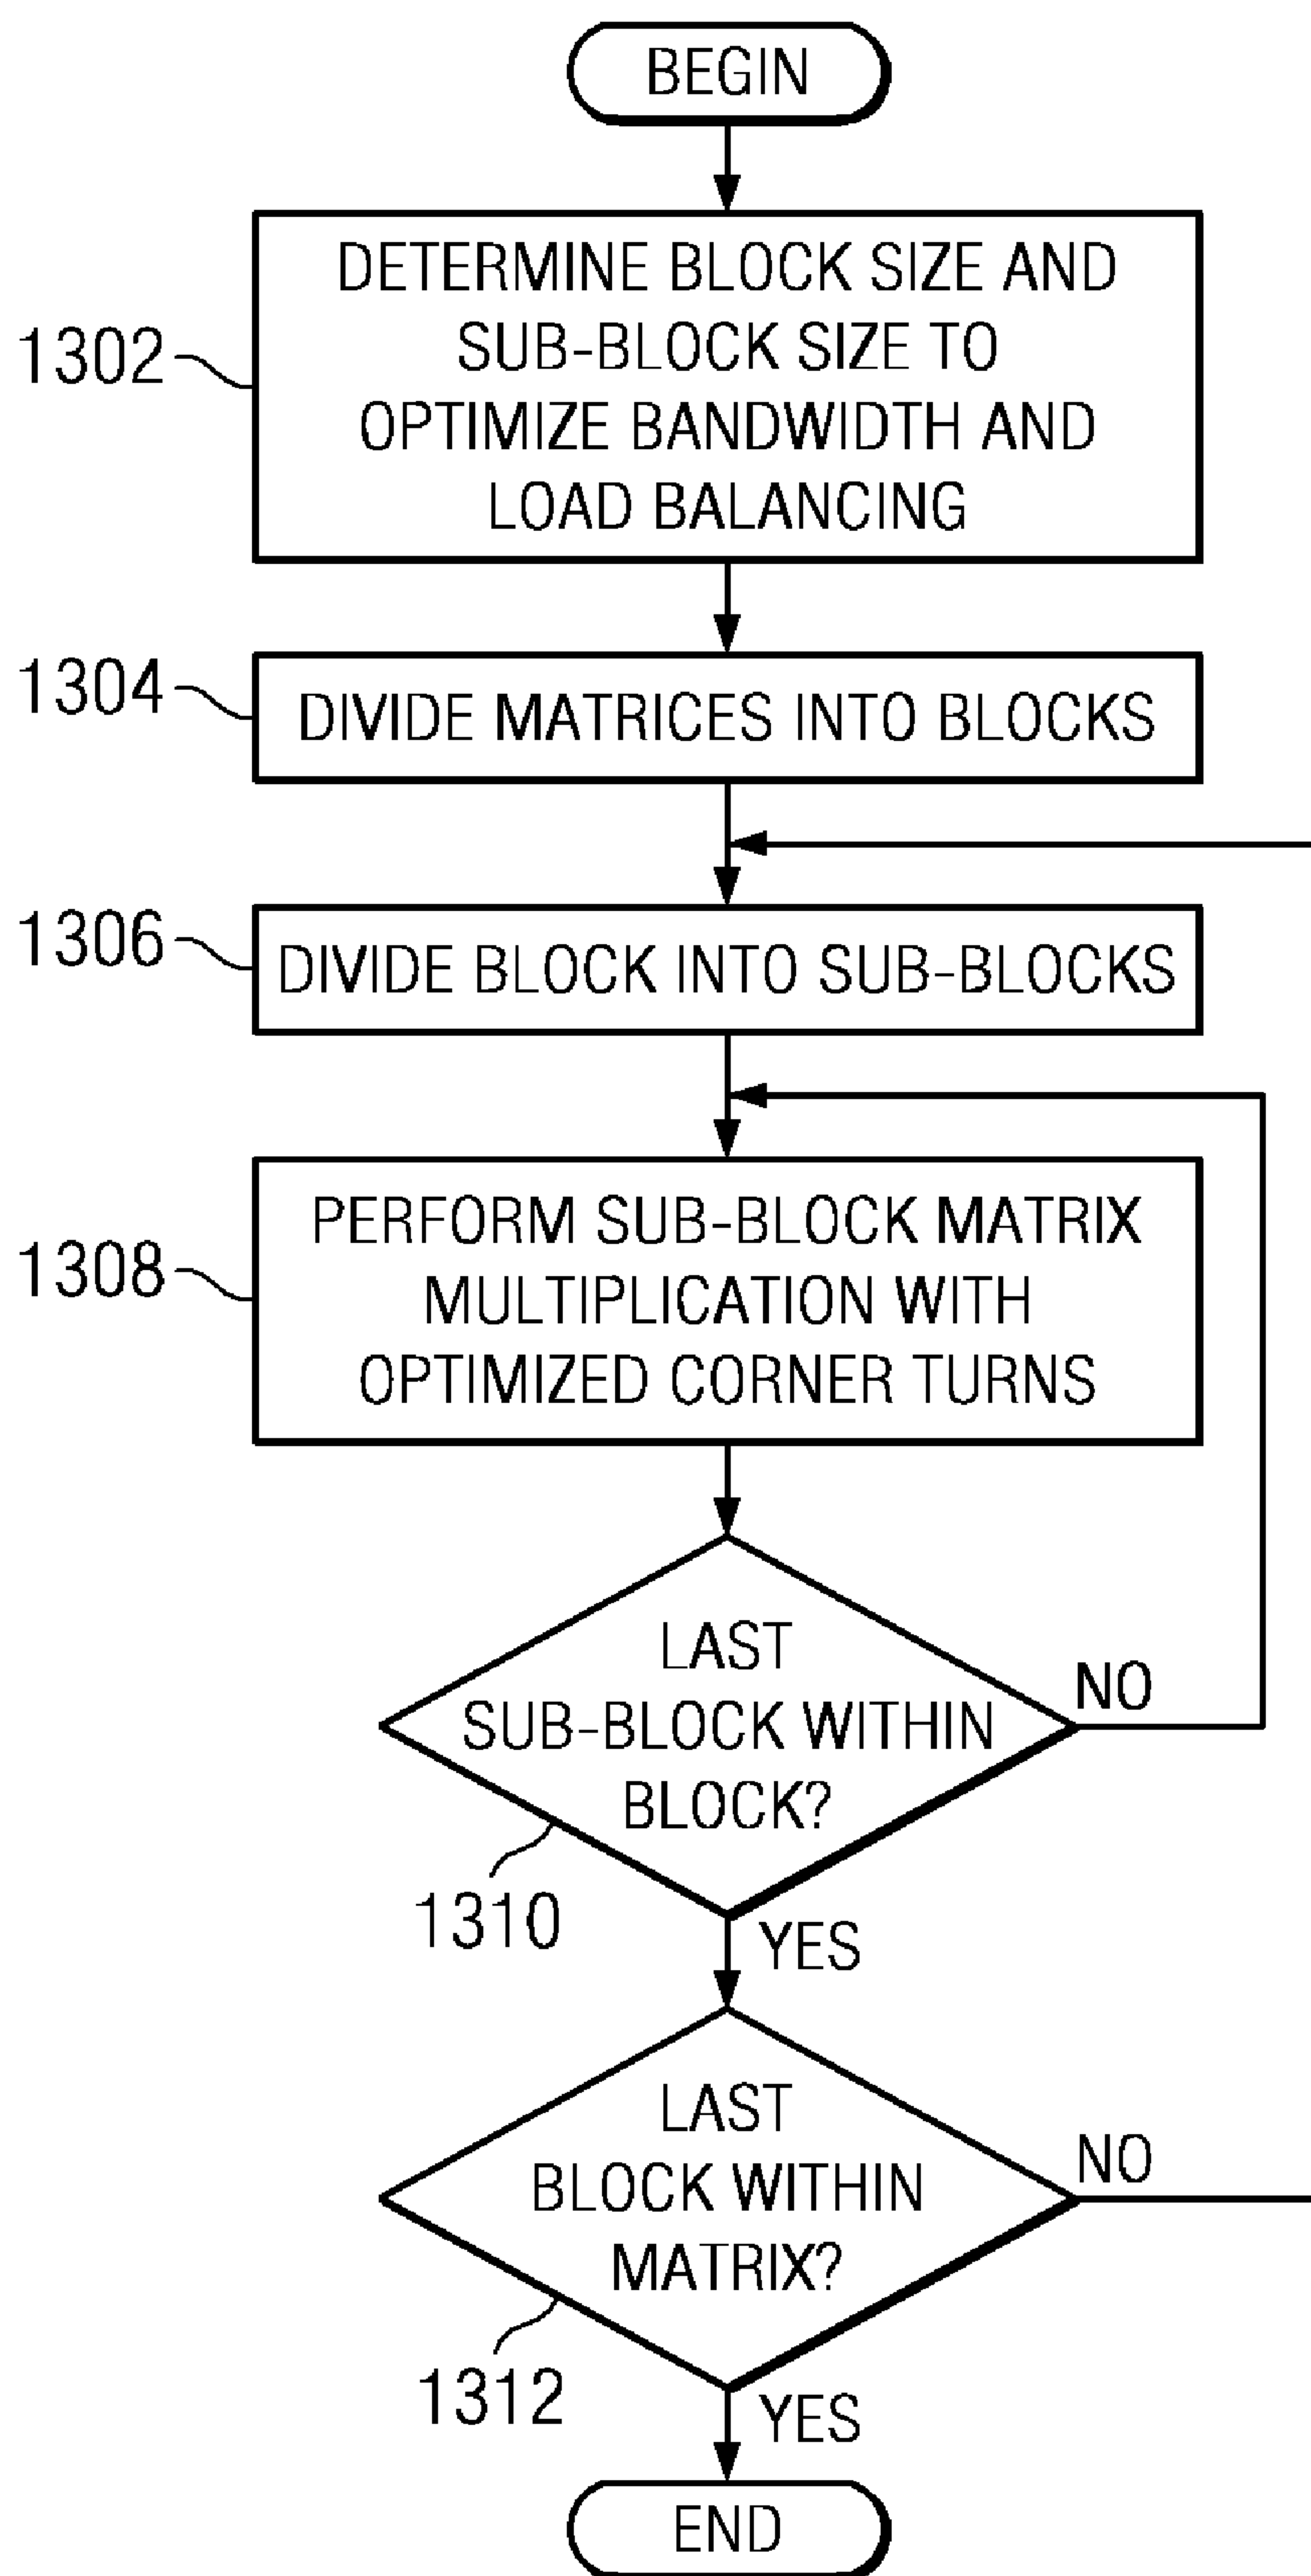 BEGIN
1302
DETERMINE BLOCK SIZE AND
SUB-BLOCK SIZE TO
OPTIMIZE BANDWIDTH AND
LOAD BALANCING
1304
DIVIDE MATRICES INTO BLOCKS
1306
DIVIDE BLOCK INTO SUB-BLOCKS
1308
PERFORM SUB-BLOCK MATRIX
MULTIPLICATION WITH
OPTIMIZED CORNER TURNS
LAST
SUB-BLOCK WITHIN
BLOCK?
NO
1310
YES
LAST
BLOCK WITHIN
MATRIX?
NO
1312
YES
END